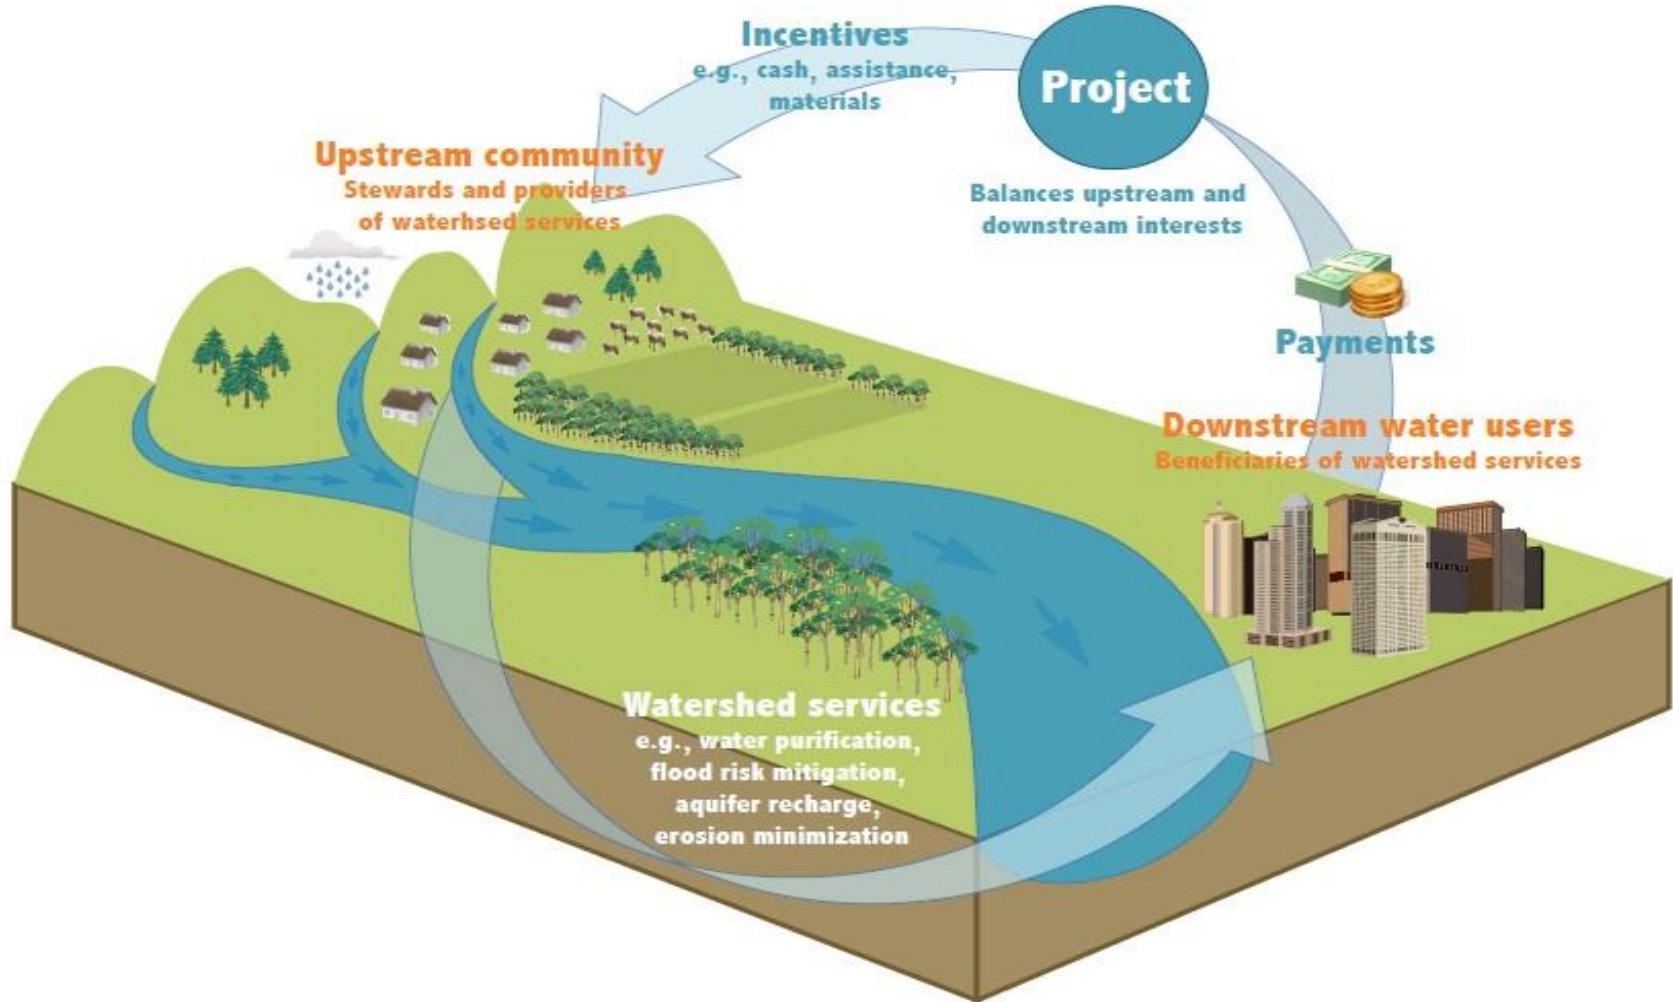 Incentives
e.g., cash, assistance,
materials
Project
Balances upstream and
downstream interests
Upstream community
Stewards and providers
of waterhsed services
Payments
Downstream water users
Beneficiaries of watershed services
Watershed services
e.g., water purification,
flood risk mitigation,
aquifer recharge,
erosion minimization